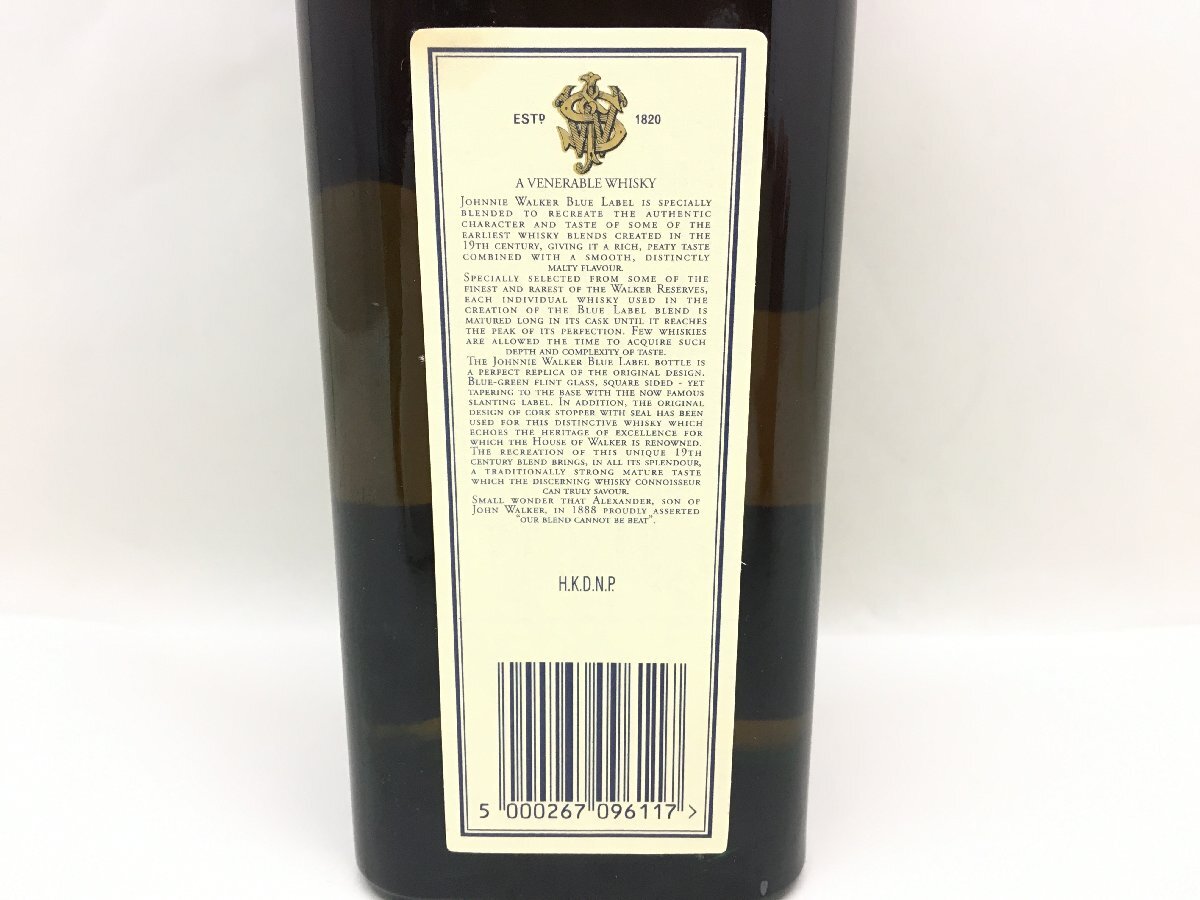 ESTD 1820
A VENERABLE WHISKY
JOHNNIE WALKER BLUE LABEL IS SPECIALLY
BLENDED TO RECREATE THE AUTHENTIC
CHARACTER AND TASTE OF SOME OF THE
EARLIEST WHISKY BLENDS CREATED IN THE
19TH CENTURY, GIVING IT A RICH, PEATY TASTE
COMBINED WITH A SMOOTH, DISTINCTLY
MALTY FLAVOUR.
SPECIALLY SELECTED FROM SOME OF THE
FINEST AND RAREST OF THE WALKER RESERVES,
EACH INDIVIDUAL WHISKY USED IN THE
CREATION OF THE BLUE LABEL BLEND IS
MATURED LONG IN ITS CASK UNTIL IT REACHES
THE PEAK OF ITS PERFECTION. FEW WHISKIES
ARE ALLOWED THE TIME TO ACQUIRE SUCH
DEPTH AND COMPLEXITY OF TASTE.
THE JOHNNIE WALKER BLUE LABEL BOTTLE IS
A PERFECT REPLICA OF THE ORIGINAL DESIGN.
BLUE-GREEN FLINT GLASS, SQUARE SIDED - YET
TAPERING TO THE BASE WITH THE NOW FAMOUS
SLANTING LABEL. IN ADDITION, THE ORIGINAL
DESIGN OF CORK STOPPER WITH SEAL HAS BEEN
USED FOR THIS DISTINCTIVE WHISKY WHICH
ECHOES THE HERITAGE OF EXCELLENCE FOR
WHICH THE HOUSE OF WALKER IS RENOWNED.
THE RECREATION OF THIS UNIQUE 19TH
CENTURY BLEND BRINGS, IN ALL ITS SPLENDOUR,
A TRADITIONALLY STRONG MATURE TASTE
WHICH THE DISCERNING WHISKY CONNOISSEUR
CAN TRULY SAVOUR.
SMALL WONDER THAT ALEXANDER, SON OF
JOHN WALKER, IN 1888 PROUDLY ASSERTED
"OUR BLEND CANNOT BE BEAT".
H.K.D.N.P.
5 000267 096117 >